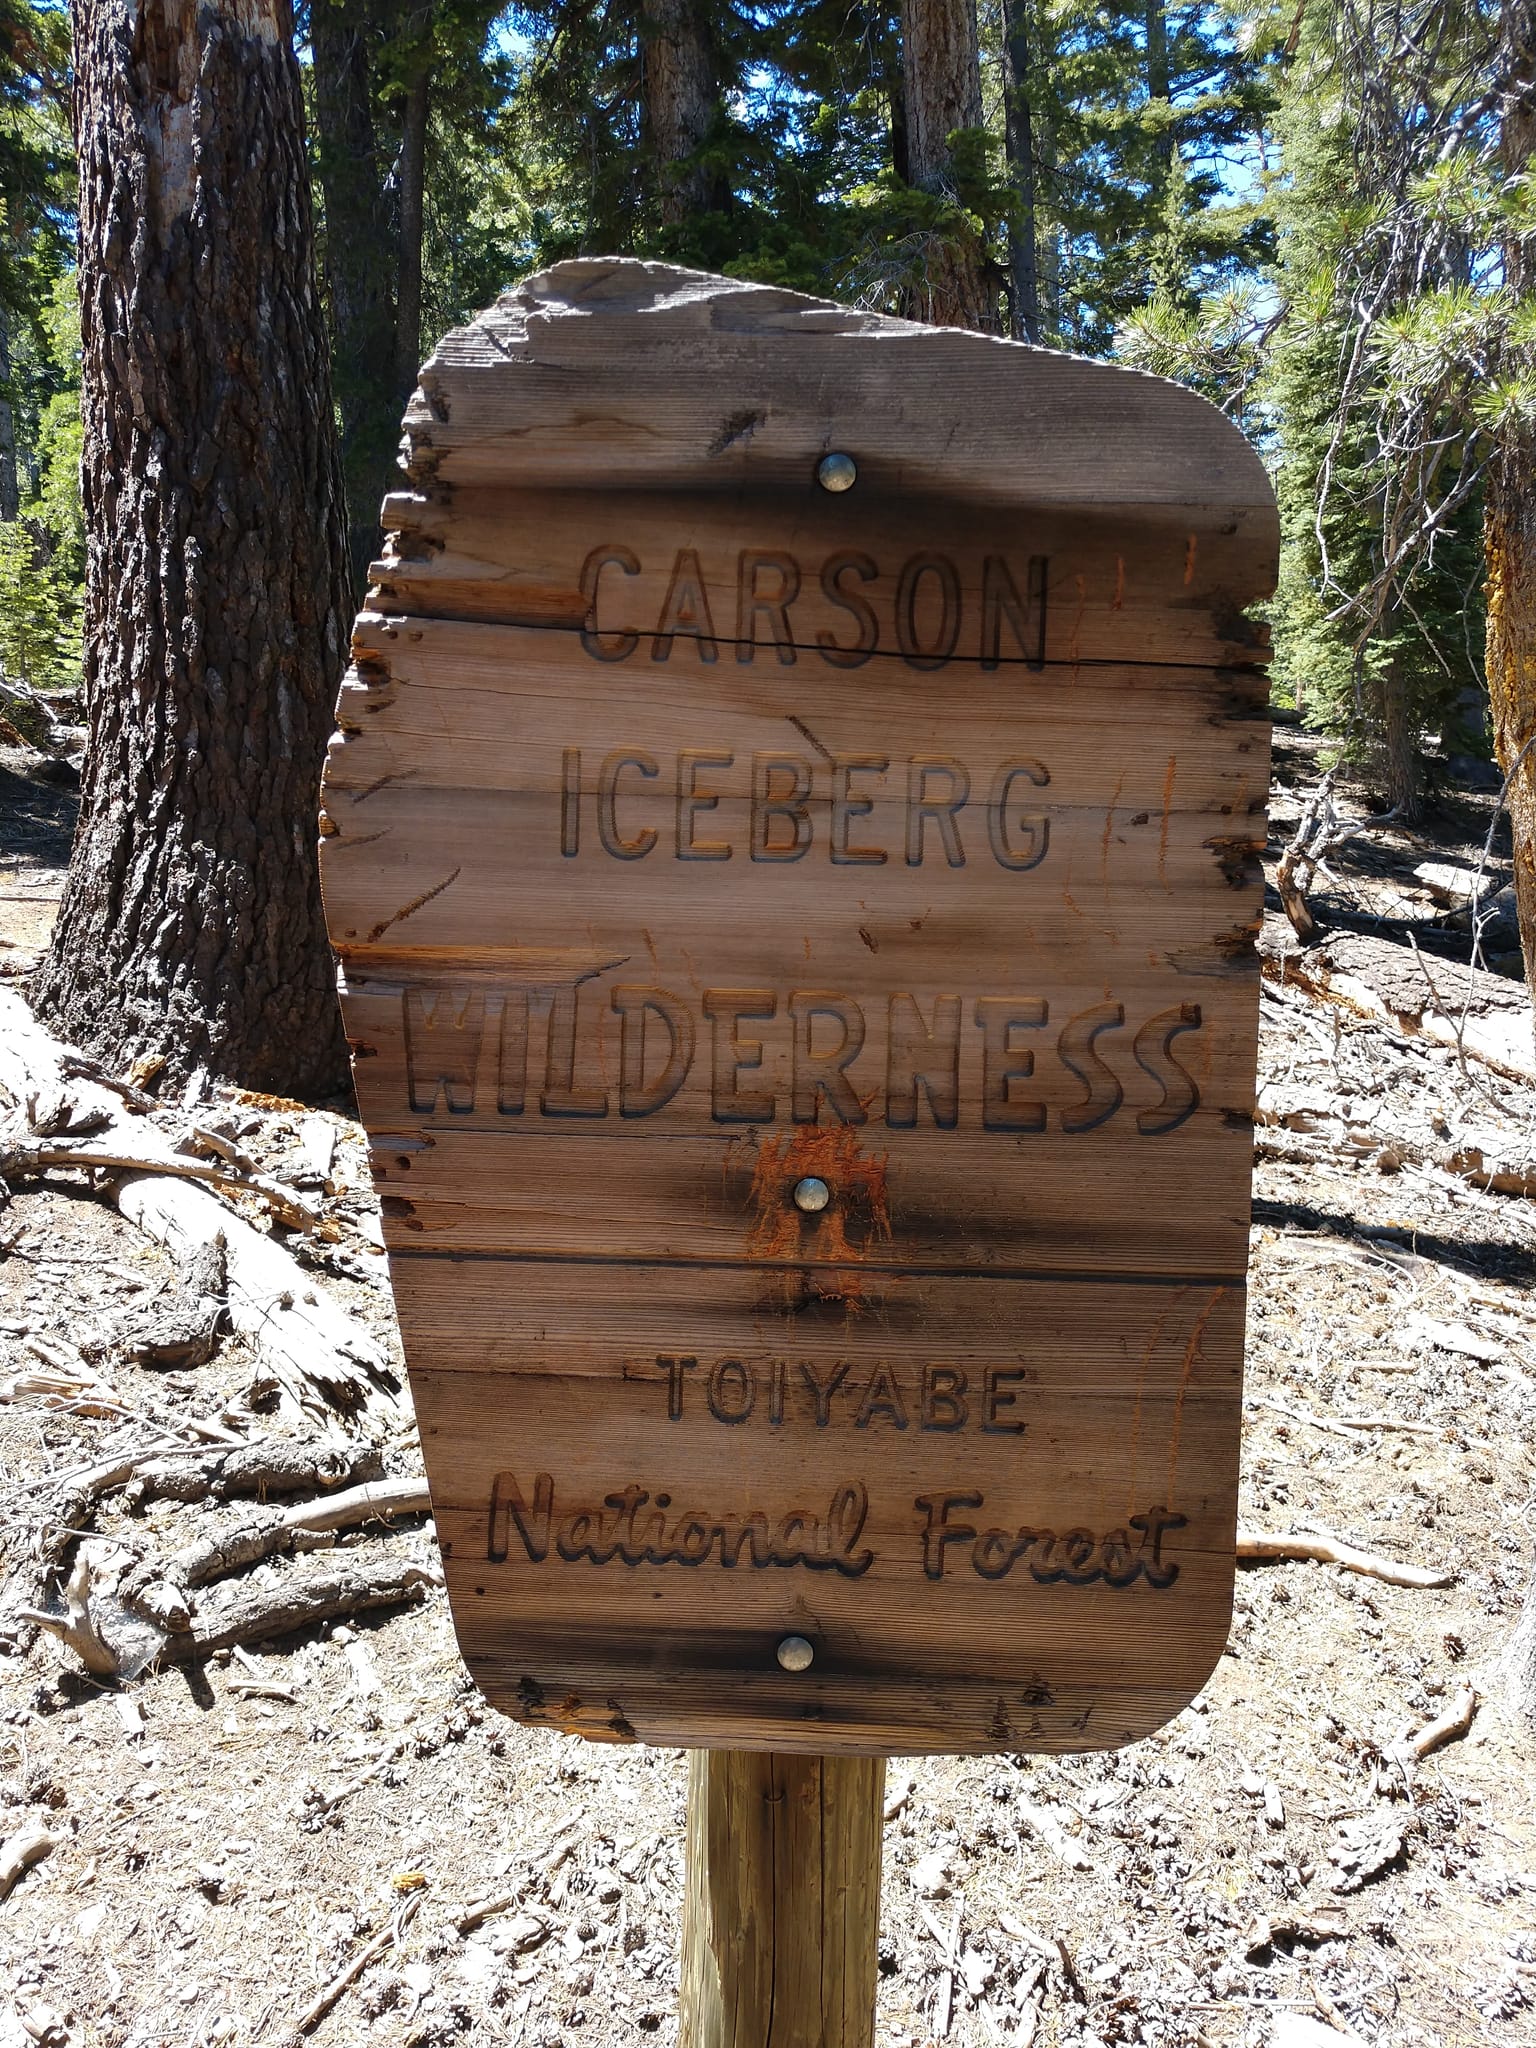 CARSON
ICEBERG
WILDERNESS
TOIYABE
National Forest